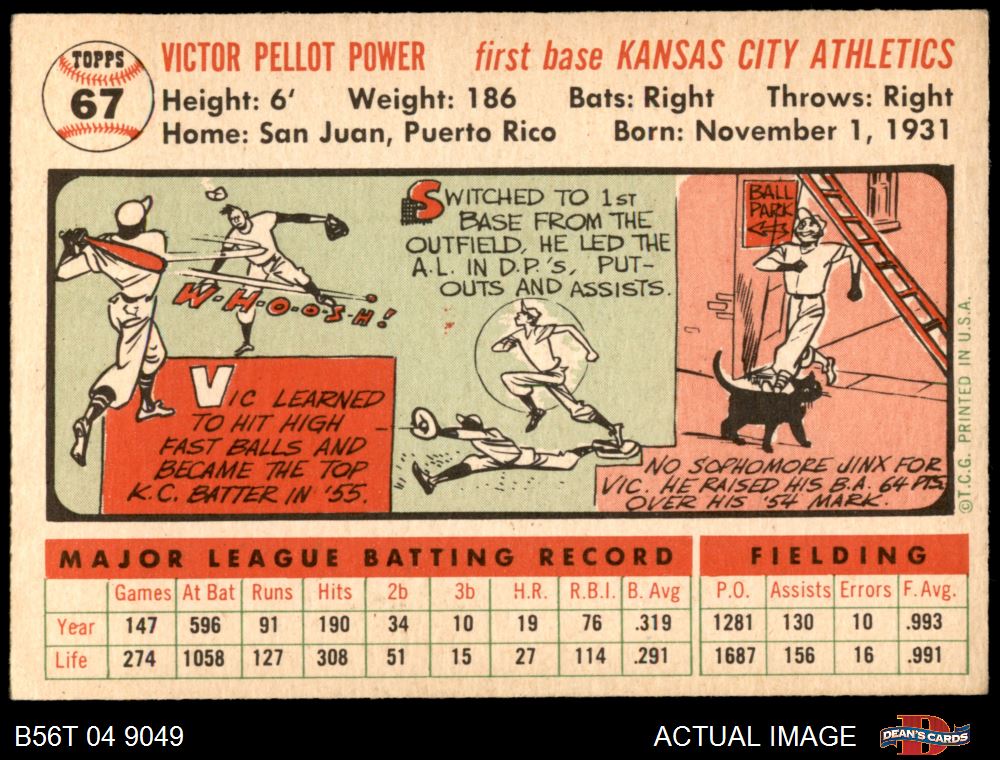 TOPPS
67
VICTOR PELLOT POWER first base KANSAS CITY ATHLETICS
Height: 6' Weight: 186 Bats: Right Throws: Right
Home: San Juan, Puerto Rico Born: November 1, 1931
W-H-O-O-S-H!
VIC LEARNED
TO HIT HIGH
FAST BALLS AND
BECAME THE TOP
K.C. BATTER IN '55.
SWITCHED TO 1ST
BASE FROM THE
OUTFIELD, HE LED THE
A.L. IN D.P.'S, PUT-
OUTS AND ASSISTS.
BALL
PARK
NO SOPHOMORE JINX FOR
VIC. HE RAISED HIS B.A. 64 PTS.
OVER HIS '54 MARK.
©T.C.G. PRINTED IN U.S.A.
MAJOR LEAGUE BATTING RECORD FIELDING
Games At Bat Runs Hits 2b 3b H.R. R.B.I. B. Avg P.O. Assists Errors F. Avg.
Year 147 596 91 190 34 10 19 76 .319 1281 130 10 .993
Life 274 1058 127 308 51 15 27 114 .291 1687 156 16 .991
B56T 04 9049 ACTUAL IMAGE DEAN'S CARDS